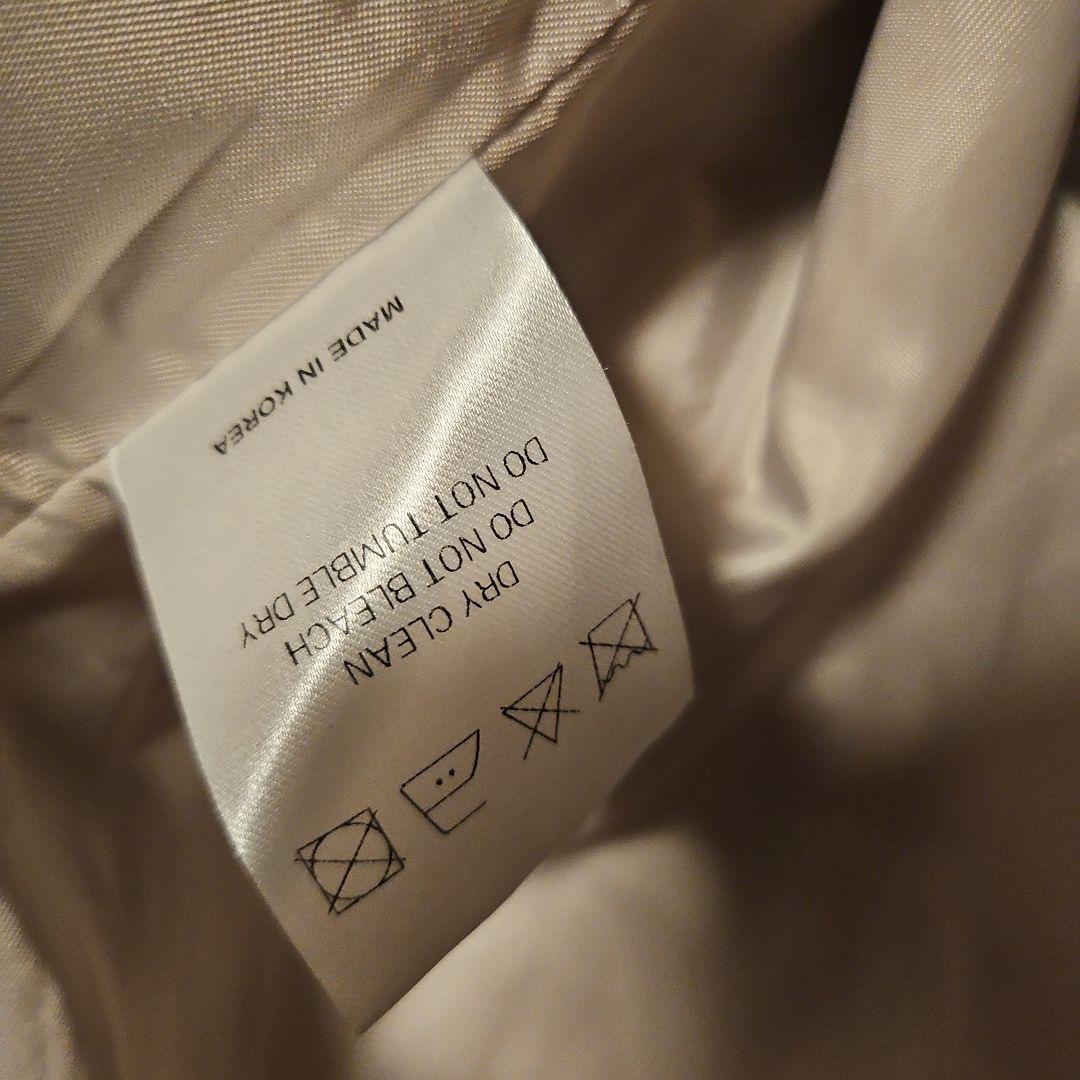 DRY CLEAN
DO NOT BLEACH
DO NOT TUMBLE DRY
MADE IN KOREA